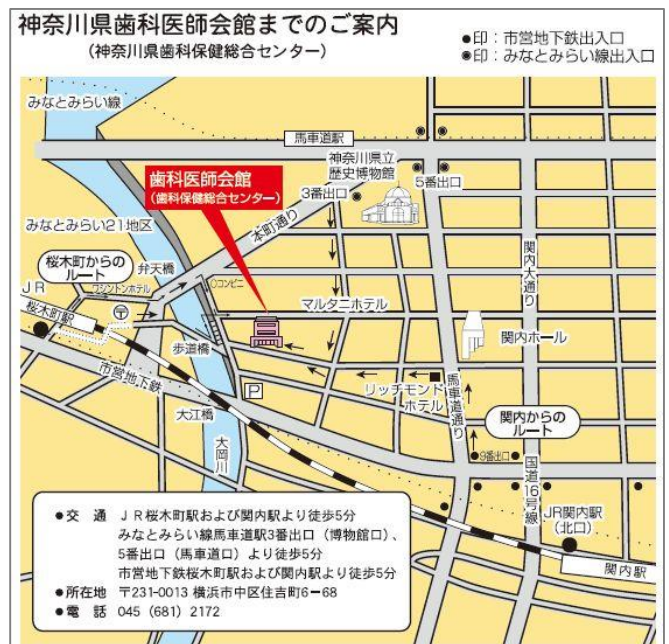 神奈川県歯科医師会館までのご案内
（神奈川県歯科保健総合センター）
●印：市営地下鉄出入口
◉印：みなとみらい線出入口
みなとみらい線
馬車道駅
神奈川県立
歴史博物館
3番出口
5番出口
歯科医師会館
（歯科保健総合センター）
みなとみらい21地区
本町通り
関内大通り
桜木町からの
ルート
弁天橋
ワシントンホテル
コンビニ
JR
桜木町駅
〒
マルタニホテル
関内ホール
歩道橋
市営地下鉄
P
リッチモンド
ホテル
馬車道通り
大江橋
大岡川
関内からの
ルート
9番出口
国道16号線
JR関内駅
（北口）
関内駅
●交　通　JR桜木町駅および関内駅より徒歩5分
みなとみらい線馬車道駅3番出口（博物館口）、
5番出口（馬車道口）より徒歩5分
市営地下鉄桜木町駅および関内駅より徒歩5分
●所在地　〒231-0013 横浜市中区住吉町6−68
●電　話　045（681）2172